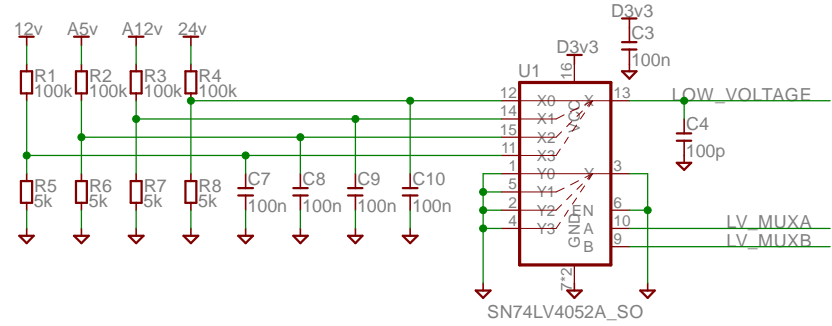 D3v3
12v A5v A12v 24v
C3
D3v3
100n
U1
16
R1 R2 R3 R4
100k 100k 100k 100k
12 X0 X 13 LOW_VOLTAGE
VCC
14 X1
15 X2
C4
11 X3
100p
1 Y0 Y 3
R5 R6 R7 R8 C7 C8 C9 C10
5 Y1
5k 5k 5k 5k 100n 100n 100n 100n
2 Y2 EN 6
4 Y3 A 10 LV_MUXA
GND
B 9 LV_MUXB
7*2
SN74LV4052A_SO